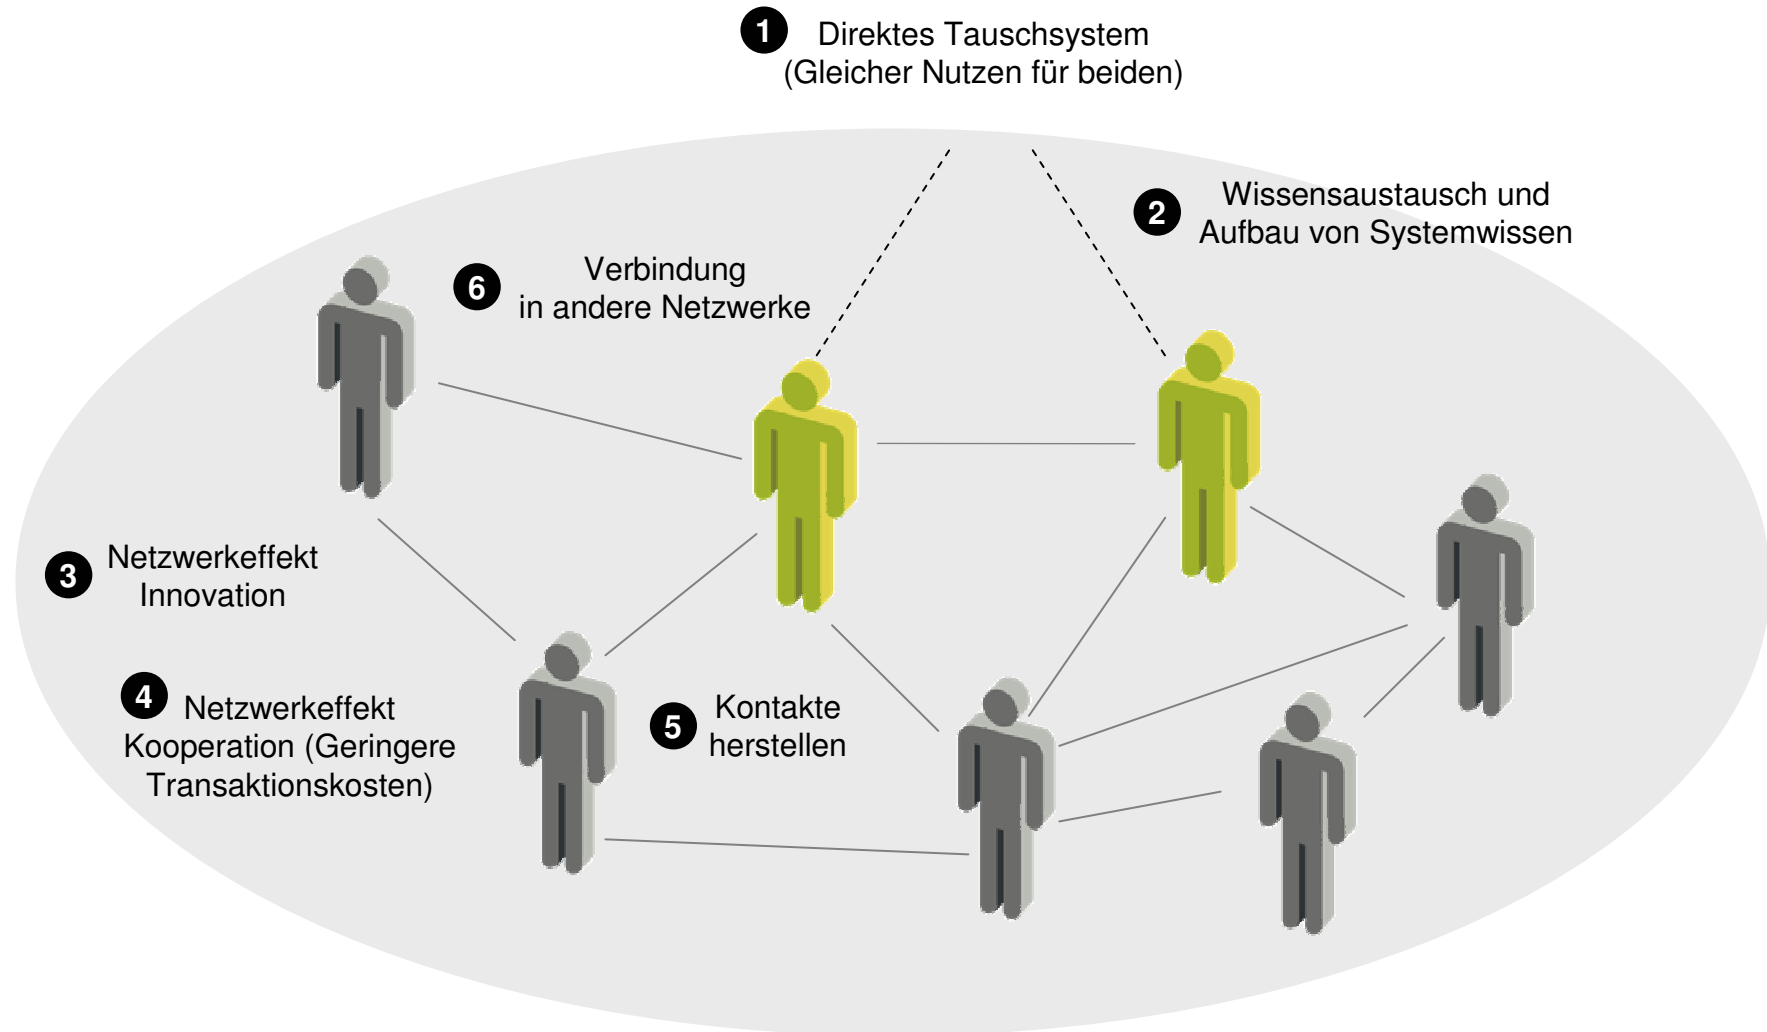 1 Direktes Tauschsystem
(Gleicher Nutzen für beiden)
2 Wissensaustausch und
Aufbau von Systemwissen
6 Verbindung
in andere Netzwerke
3 Netzwerkeffekt
Innovation
4 Netzwerkeffekt
Kooperation (Geringere
Transaktionskosten)
5 Kontakte
herstellen